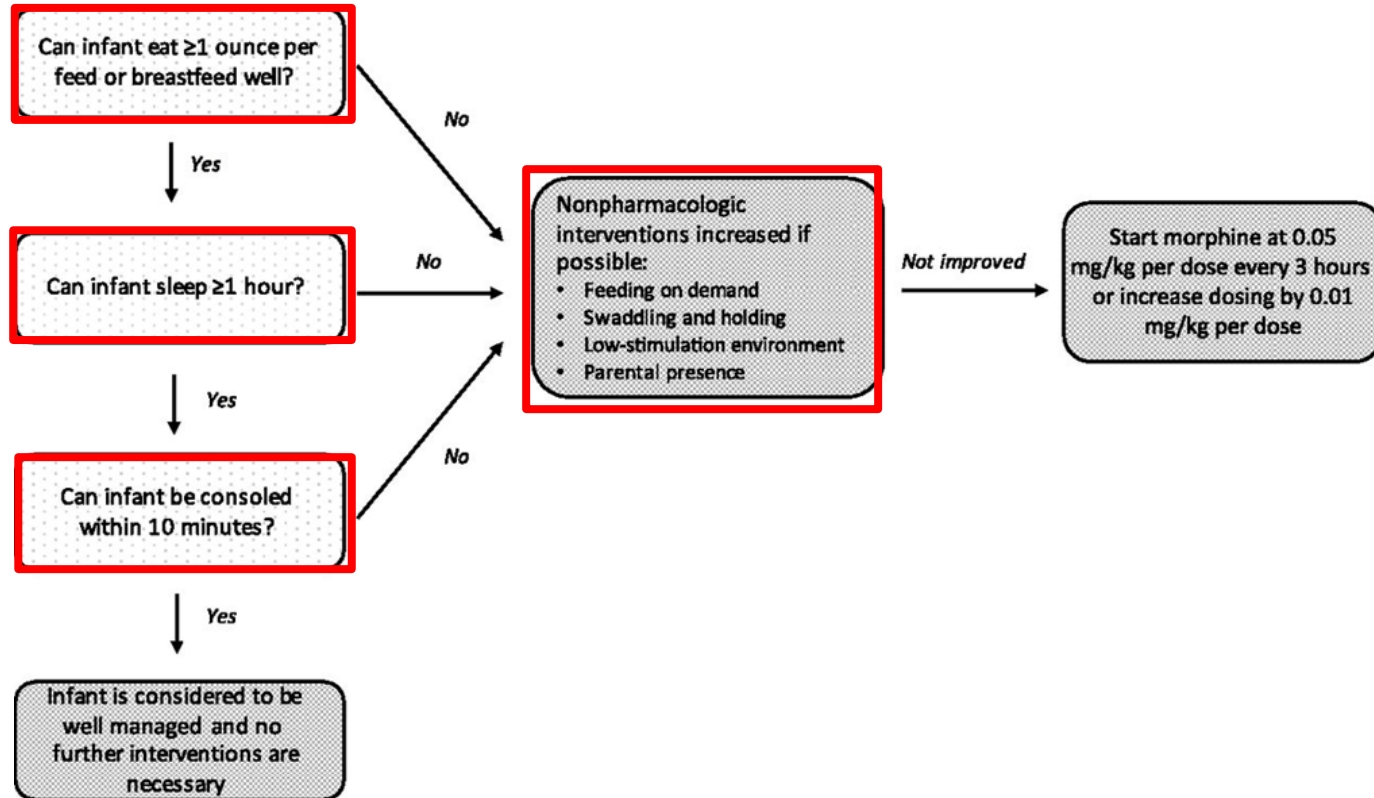 Can infant eat ≥1 ounce per
feed or breastfeed well?
No
Yes
Can infant sleep ≥1 hour?
No
Yes
Can infant be consoled
within 10 minutes?
No
Yes
Infant is considered to be
well managed and no
further interventions are
necessary
Nonpharmacologic
interventions increased if
possible:
• Feeding on demand
• Swaddling and holding
• Low-stimulation environment
• Parental presence
Not improved
Start morphine at 0.05
mg/kg per dose every 3 hours
or increase dosing by 0.01
mg/kg per dose